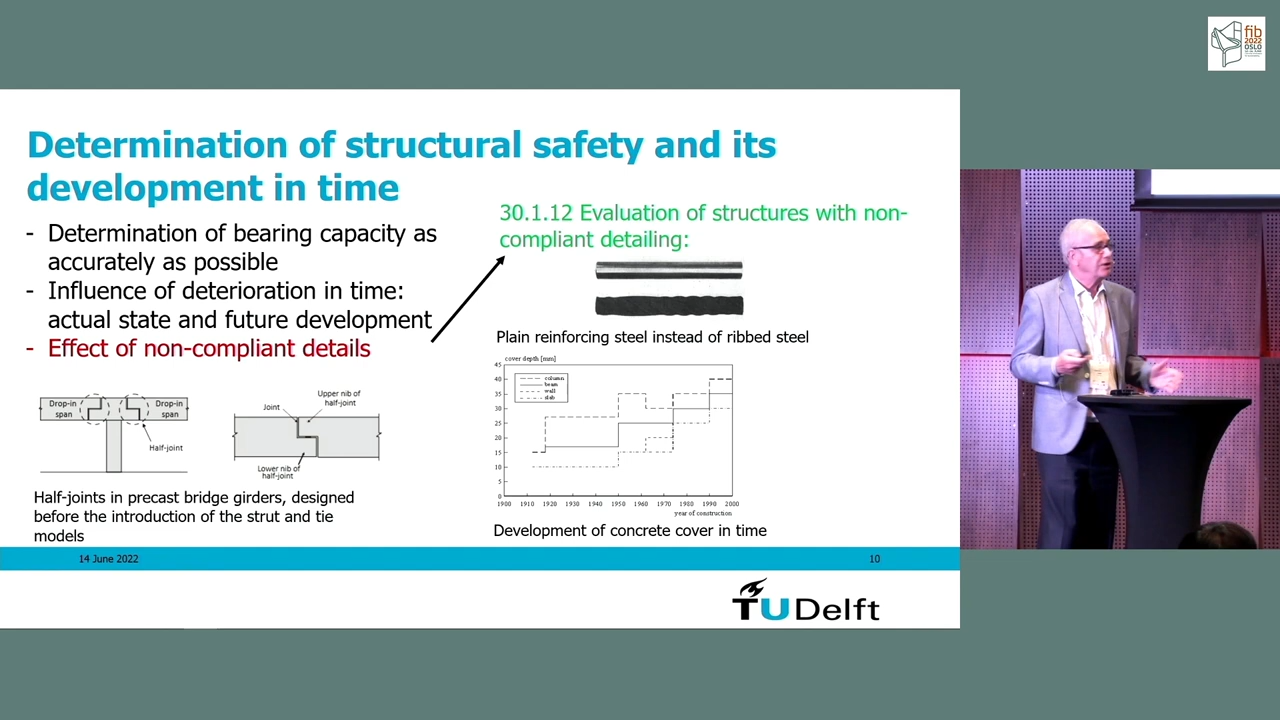 fib
2022
OSLO
Determination of structural safety and its
development in time
- Determination of bearing capacity as
accurately as possible
- Influence of deterioration in time:
actual state and future development
- Effect of non-compliant details
30.1.12 Evaluation of structures with non-
compliant detailing:
Plain reinforcing steel instead of ribbed steel
Drop-in
span
Drop-in
span
Half-joint
Joint
Upper nib of
half-joint
Lower nib of
half-joint
Half-joints in precast bridge girders, designed
before the introduction of the strut and tie
models
cover depth [mm]
column
beam
wall
slab
45
40
35
30
25
20
15
10
5
0
1900 1910 1920 1930 1940 1950 1960 1970 1980 1990 2000
year of construction
Development of concrete cover in time
14 June 2022
10
TU Delft